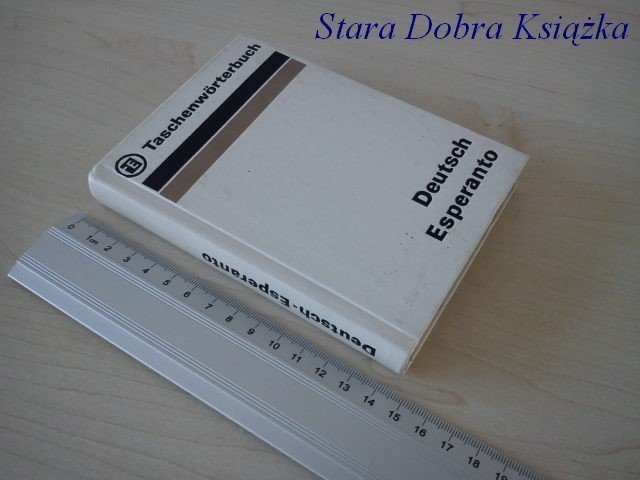 Stara Dobra Książka
Taschenwörterbuch
Deutsch
Esperanto
Deutsch-Esperanto
0 1cm 2 3 4 5 6 7 8 9 10 11 12 13 14 15 16 17 18 19